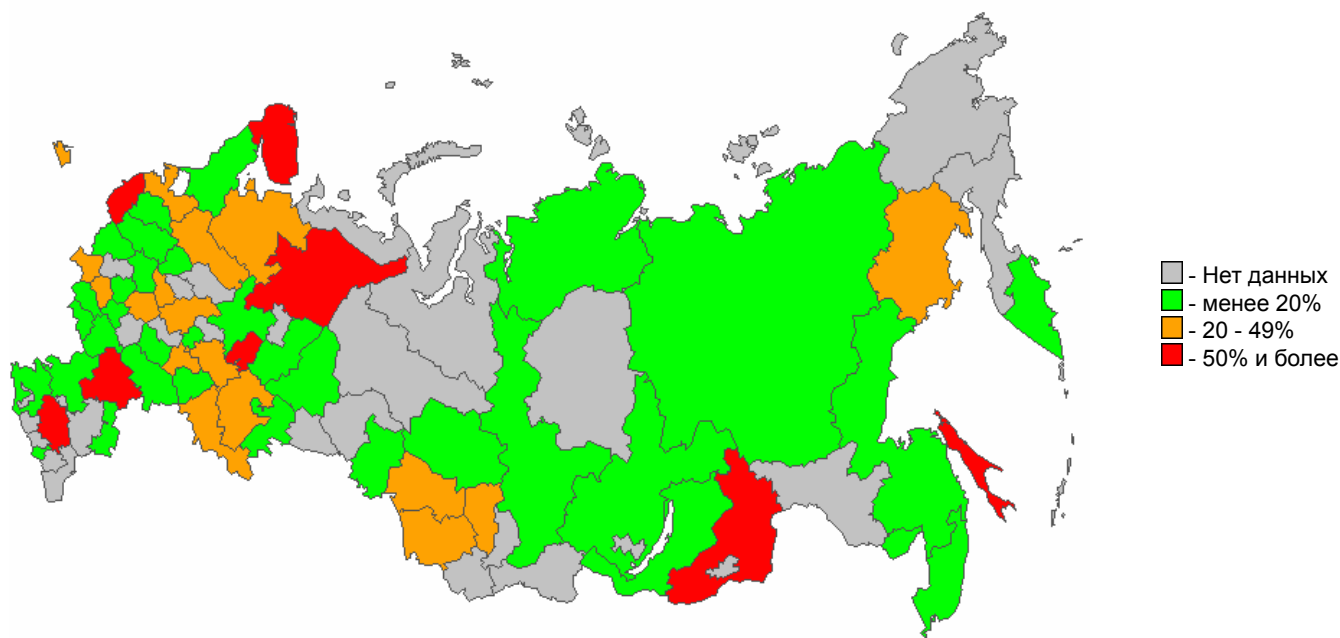 - Нет данных
- менее 20%
- 20 - 49%
- 50% и более